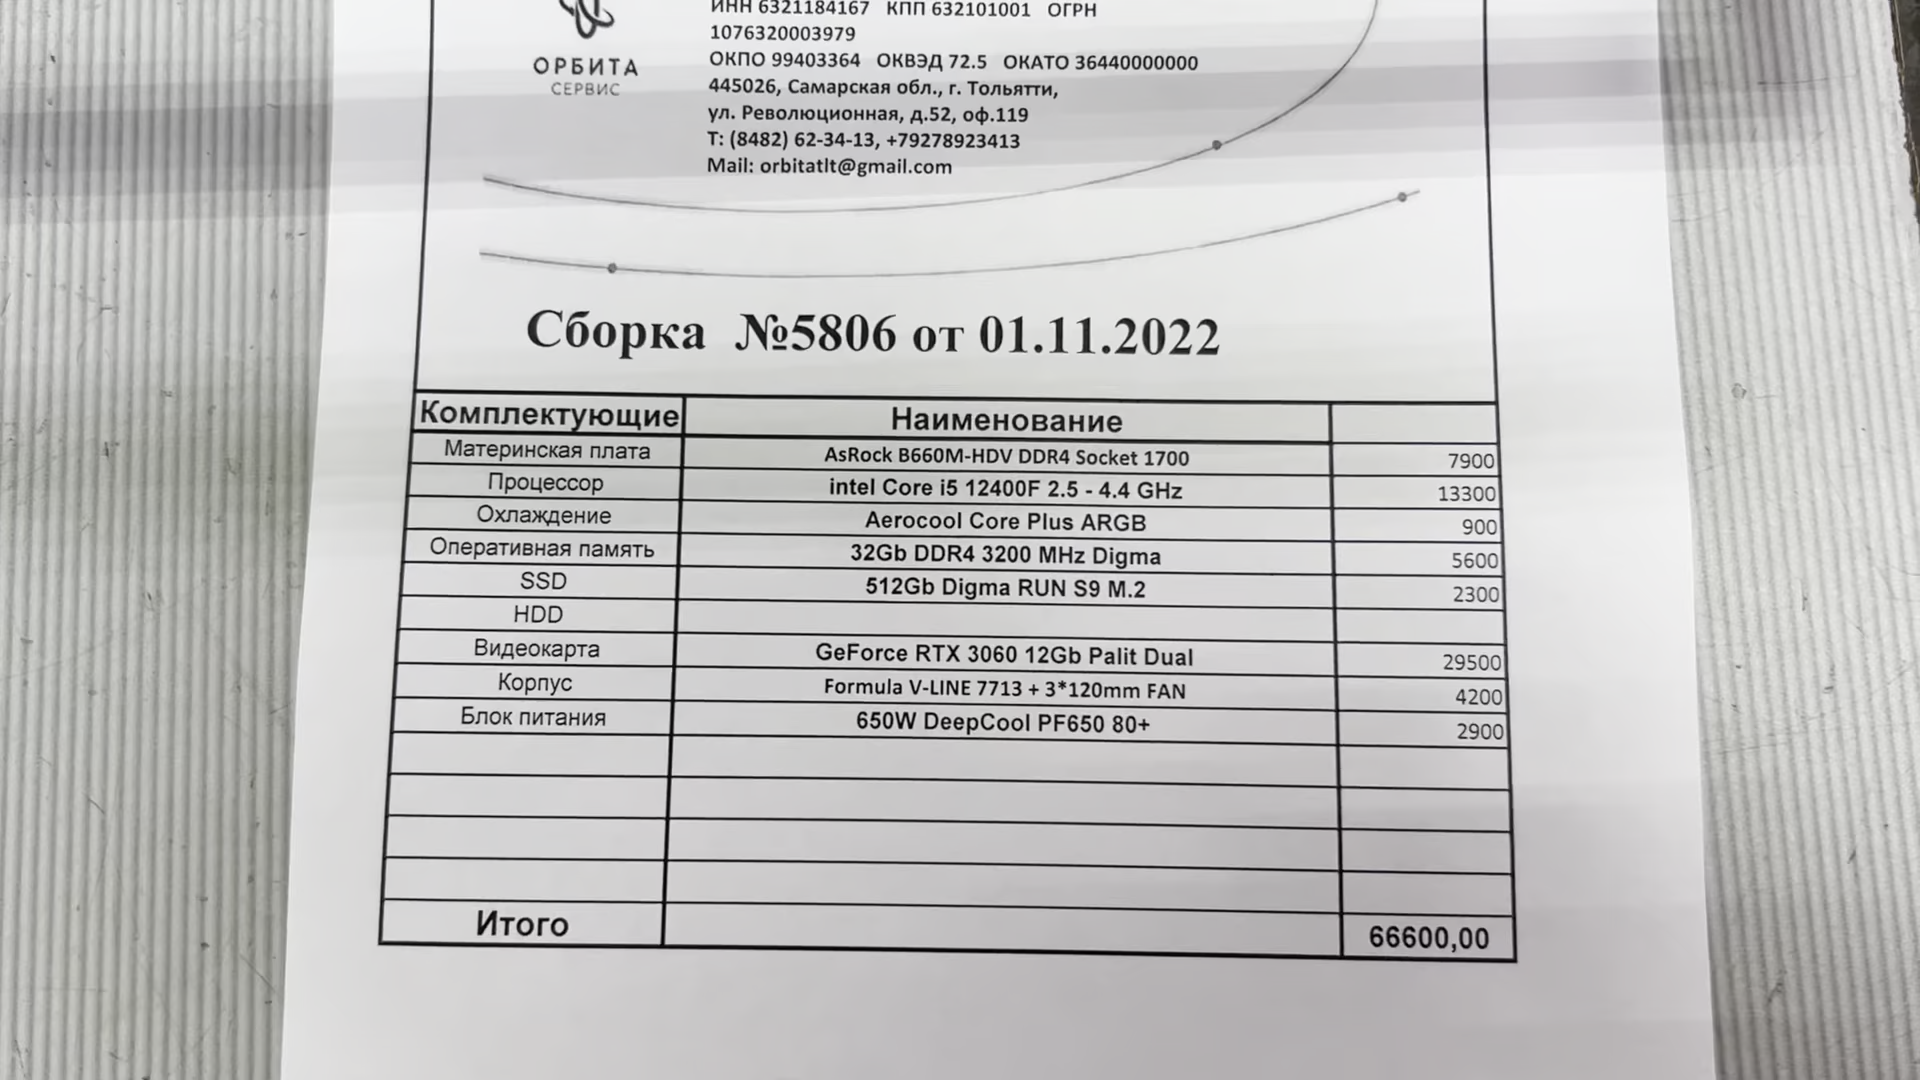 ОРБИТА
СЕРВИС
ИНН 6321184167 КПП 632101001 ОГРН
1076320003979
ОКПО 99403364 ОКВЭД 72.5 ОКАТО 36440000000
445026, Самарская обл., г. Тольятти,
ул. Революционная, д.52, оф.119
Т: (8482) 62-34-13, +79278923413
Mail: orbitatlt@gmail.com
Сборка №5806 от 01.11.2022
Комплектующие Наименование
Материнская плата AsRock B660M-HDV DDR4 Socket 1700 7900
Процессор intel Core i5 12400F 2.5 - 4.4 GHz 13300
Охлаждение Aerocool Core Plus ARGB 900
Оперативная память 32Gb DDR4 3200 MHz Digma 5600
SSD 512Gb Digma RUN S9 M.2 2300
HDD
Видеокарта GeForce RTX 3060 12Gb Palit Dual 29500
Корпус Formula V-LINE 7713 + 3*120mm FAN 4200
Блок питания 650W DeepCool PF650 80+ 2900
Итого 66600,00